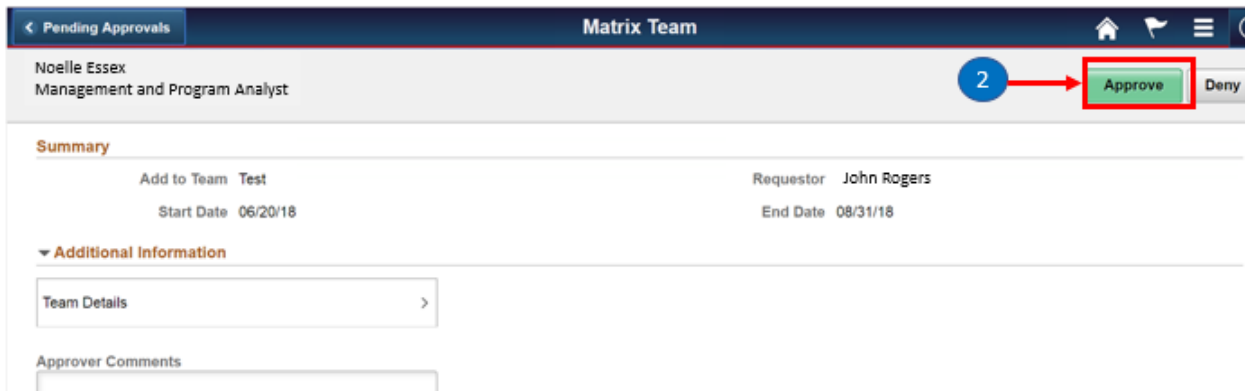 Pending Approvals
Matrix Team
Noelle Essex
Management and Program Analyst
2
Approve
Deny
Summary
Add to Team Test
Requestor John Rogers
Start Date 06/20/18
End Date 08/31/18
Additional Information
Team Details
Approver Comments